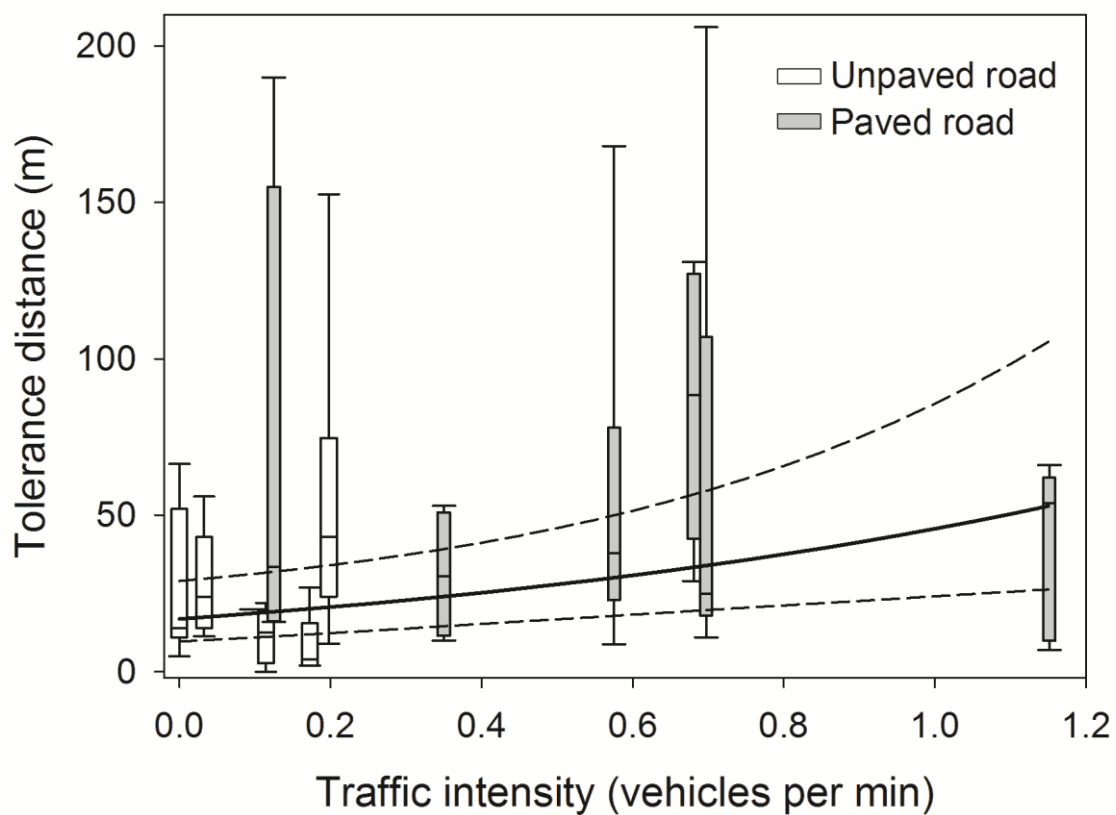 Unpaved road
Paved road
Tolerance distance (m)
200
150
100
50
0
0.0 0.2 0.4 0.6 0.8 1.0 1.2
Traffic intensity (vehicles per min)